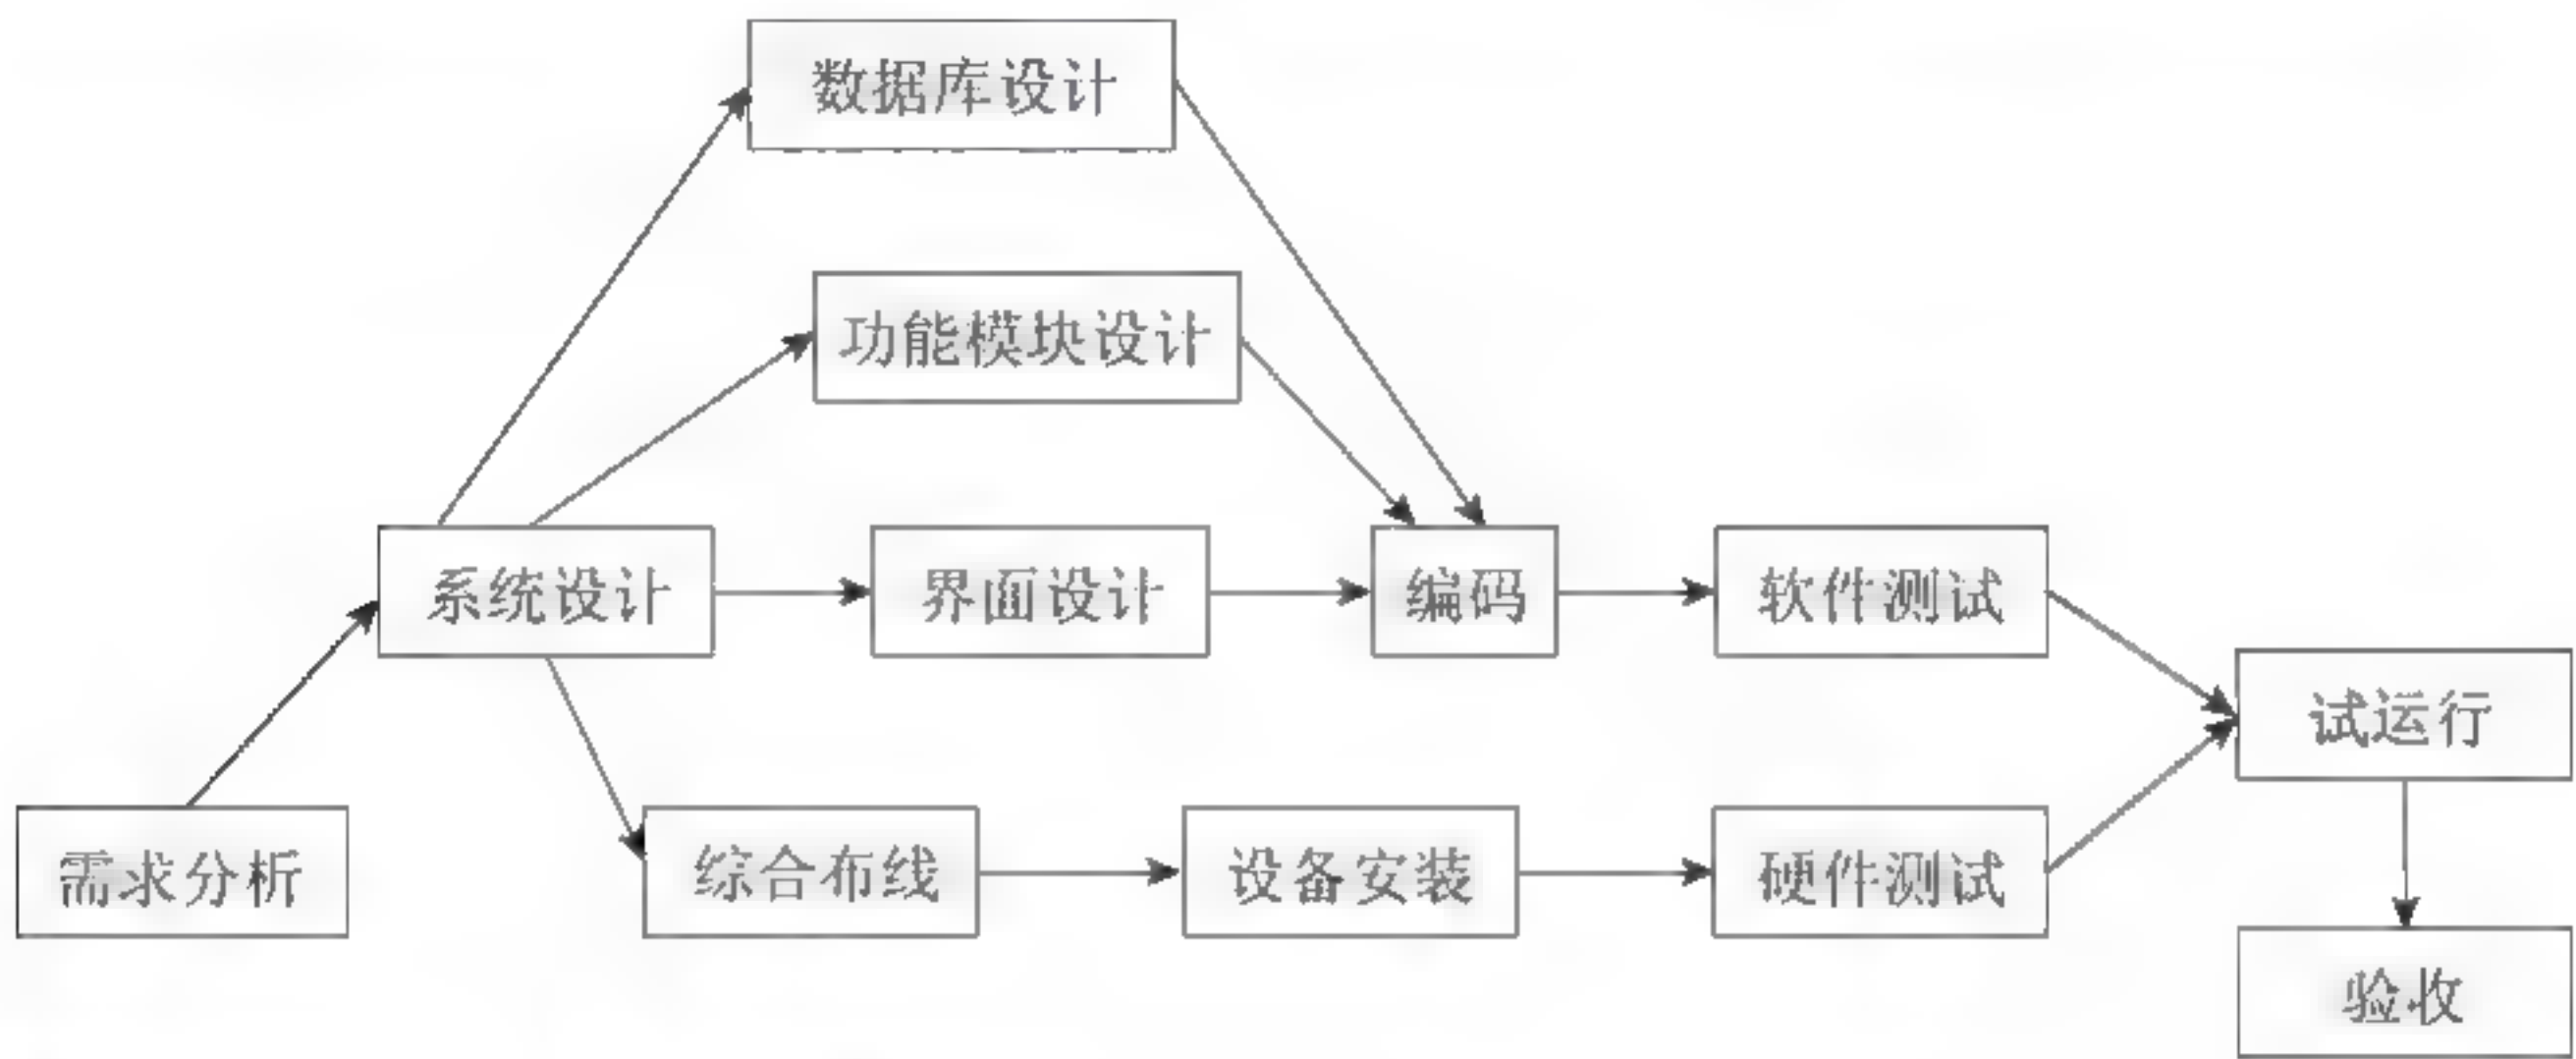 数据库设计
功能模块设计
系统设计
界面设计
编码
软件测试
试运行
需求分析
综合布线
设备安装
硬件测试
验收